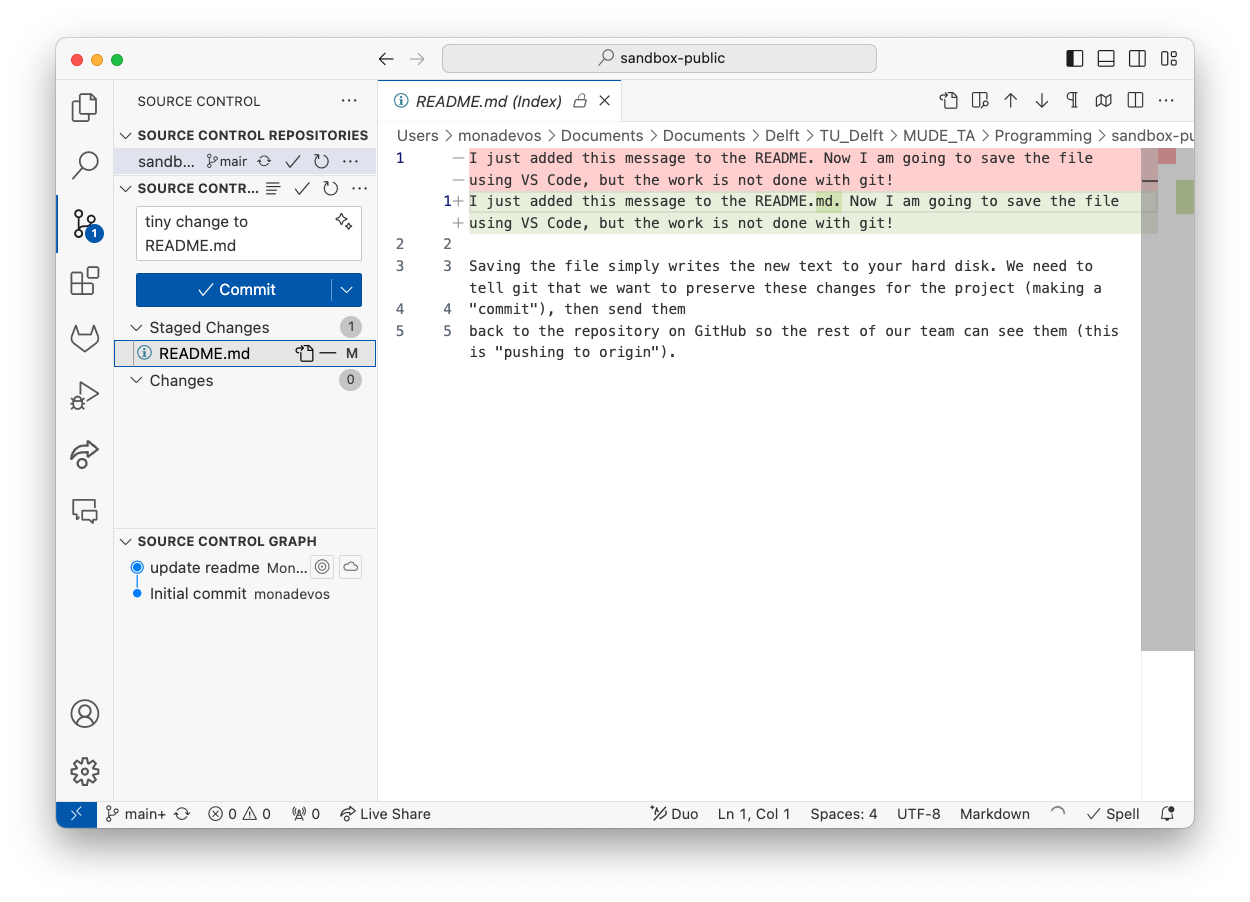 sandbox-public
SOURCE CONTROL
SOURCE CONTROL REPOSITORIES
sandb... main
1
SOURCE CONTR...
tiny change to
README.md
Commit
Staged Changes 1
README.md M
Changes 0
SOURCE CONTROL GRAPH
update readme Mon...
Initial commit monadevos
README.md (Index)
Users > monadevos > Documents > Documents > Delft > TU_Delft > MUDE_TA > Programming > sandbox-pu
1 — I just added this message to the README. Now I am going to save the file
— using VS Code, but the work is not done with git!
1+ I just added this message to the README.md. Now I am going to save the file
+ using VS Code, but the work is not done with git!
2 2
3 3 Saving the file simply writes the new text to your hard disk. We need to
tell git that we want to preserve these changes for the project (making a
4 4 "commit"), then send them
5 5 back to the repository on GitHub so the rest of our team can see them (this
is "pushing to origin").
main+ 0 0 0 Live Share Duo Ln 1, Col 1 Spaces: 4 UTF-8 Markdown Spell